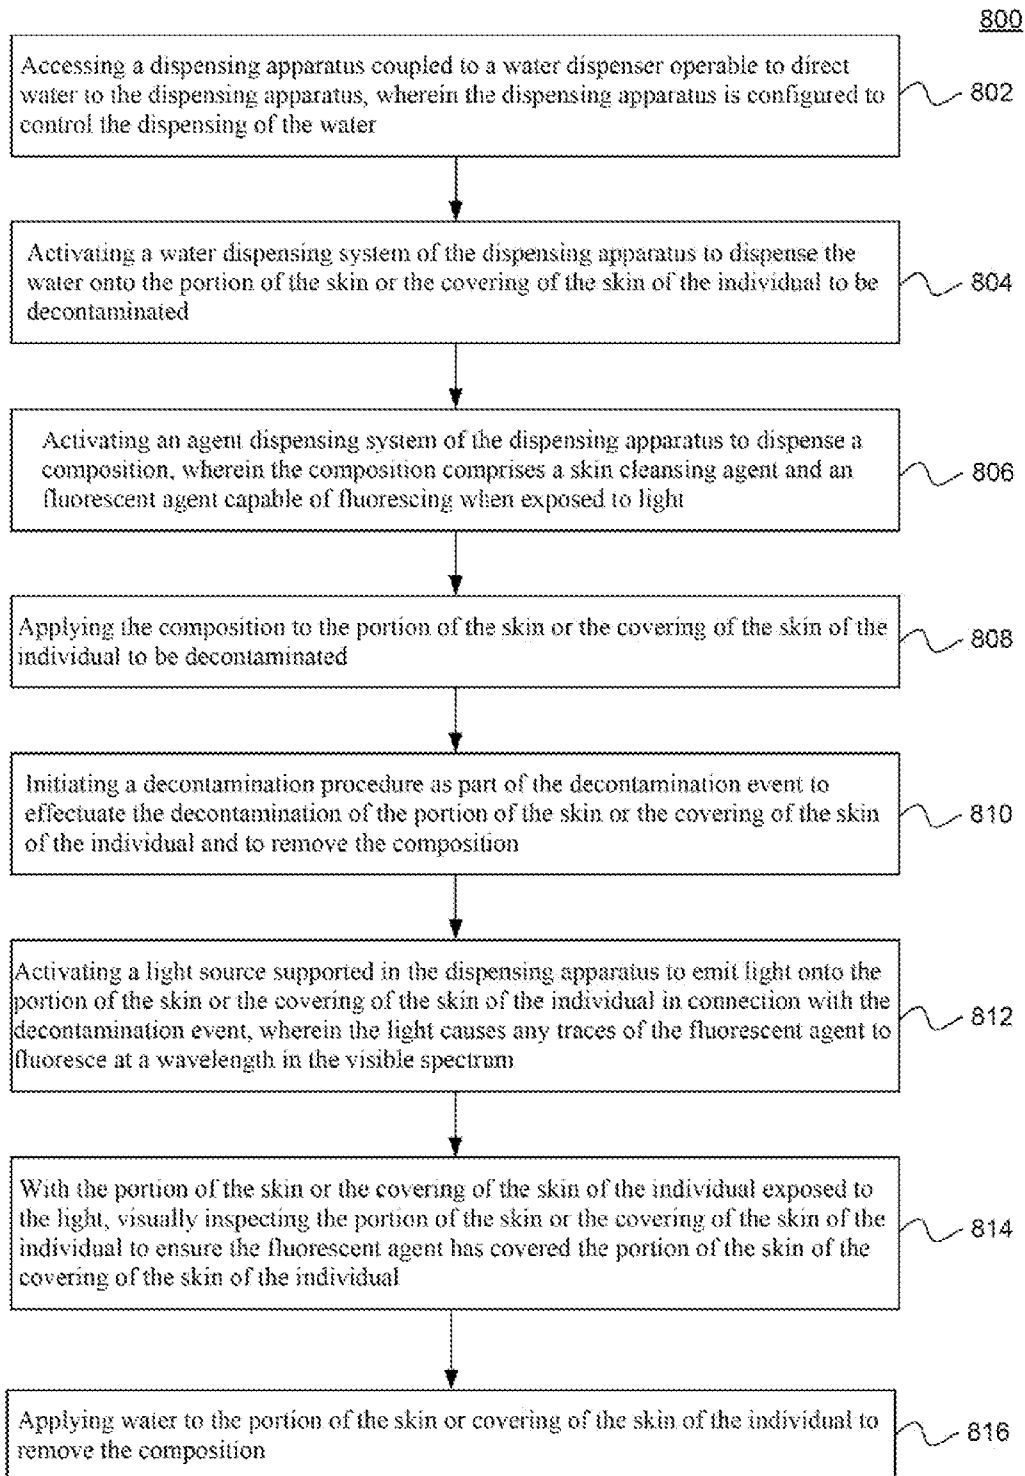 800
Accessing a dispensing apparatus coupled to a water dispenser operable to direct
water to the dispensing apparatus, wherein the dispensing apparatus is configured to
control the dispensing of the water
802
Activating a water dispensing system of the dispensing apparatus to dispense the
water onto the portion of the skin or the covering of the skin of the individual to be
decontaminated
804
Activating an agent dispensing system of the dispensing apparatus to dispense a
composition, wherein the composition comprises a skin cleansing agent and an
fluorescent agent capable of fluorescing when exposed to light
806
Applying the composition to the portion of the skin or the covering of the skin of the
individual to be decontaminated
808
Initiating a decontamination procedure as part of the decontamination event to
effectuate the decontamination of the portion of the skin or the covering of the skin
of the individual and to remove the composition
810
Activating a light source supported in the dispensing apparatus to emit light onto the
portion of the skin or the covering of the skin of the individual in connection with the
decontamination event, wherein the light causes any traces of the fluorescent agent to
fluoresce at a wavelength in the visible spectrum
812
With the portion of the skin or the covering of the skin of the individual exposed to
the light, visually inspecting the portion of the skin or the covering of the skin of the
individual to ensure the fluorescent agent has covered the portion of the skin of the
covering of the skin of the individual
814
Applying water to the portion of the skin or covering of the skin of the individual to
remove the composition
816